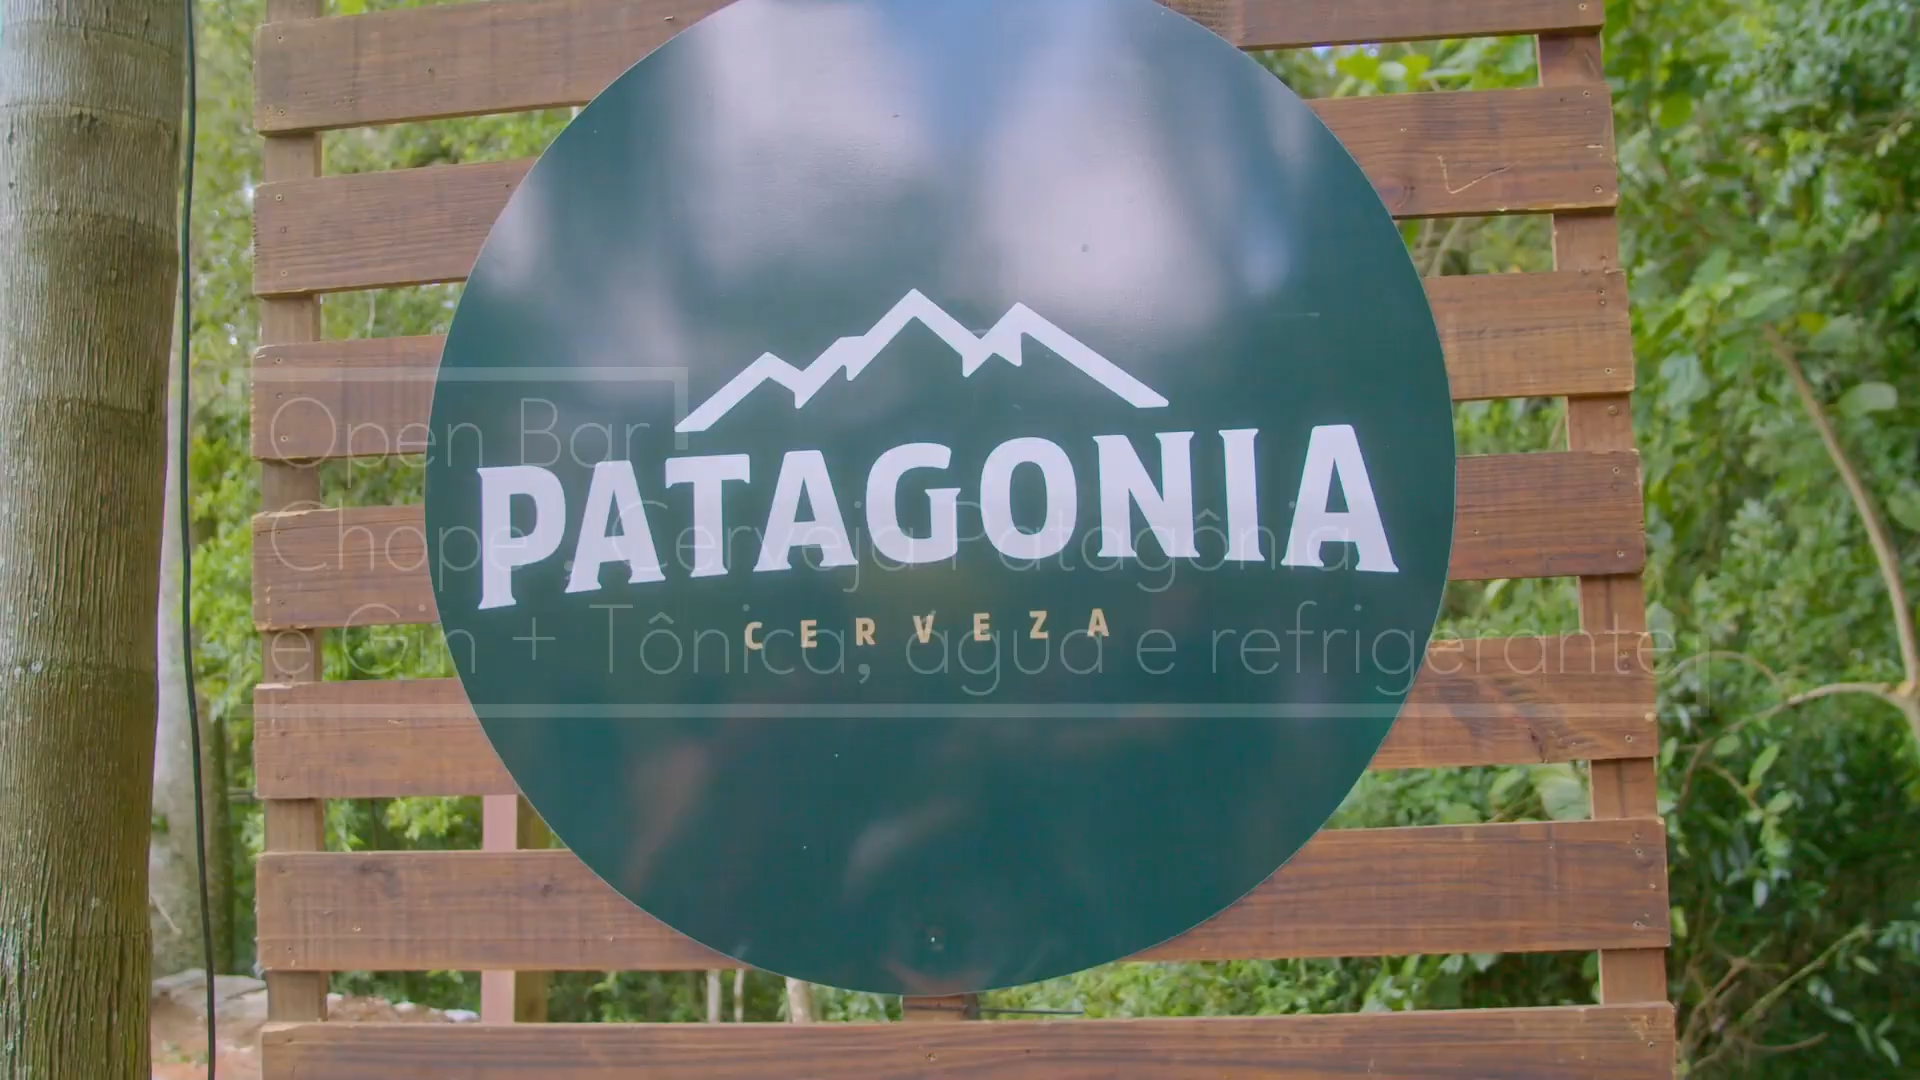 PATAGONIA
CERVEZA
Open Bar
Chope, Cerveja Patagônia
e Gin + Tônica, água e refrigerante